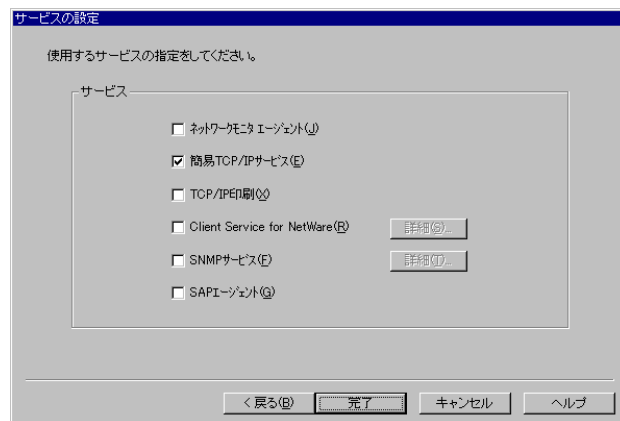 サービスの設定
使用するサービスの指定をしてください。
サービス
ﾈｯﾄﾜｰｸﾓﾆﾀ ｴｰｼﾞｪﾝﾄ(J)
簡易TCP/IPｻｰﾋﾞｽ(E)
TCP/IP印刷(X)
Client Service for NetWare(R) 詳細(S)...
SNMPｻｰﾋﾞｽ(F) 詳細(T)...
SAPｴｰｼﾞｪﾝﾄ(G)
< 戻る(B) 完了 キャンセル ヘルプ